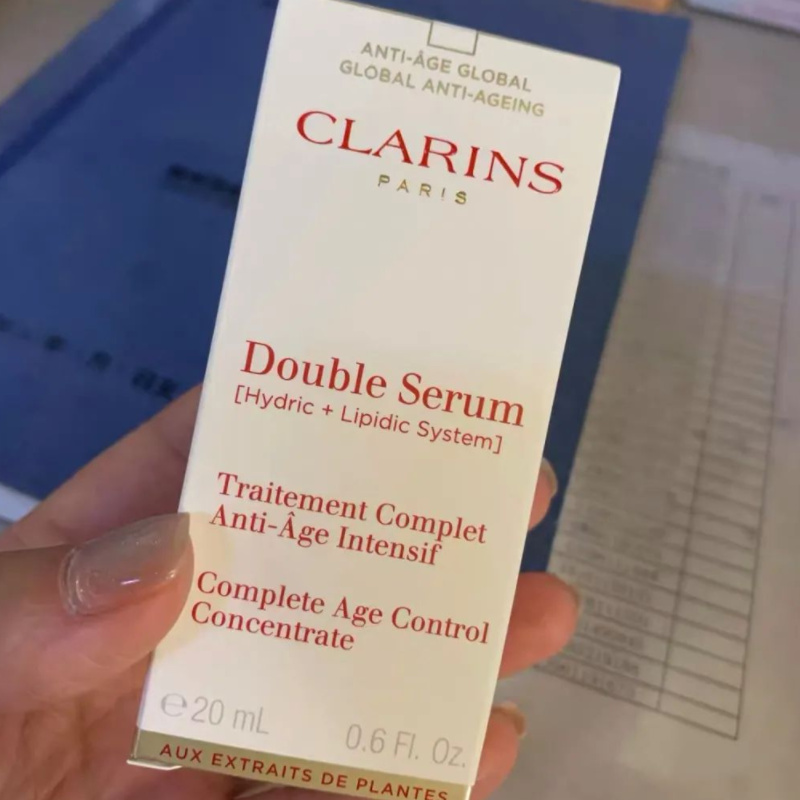 ANTI-ÂGE GLOBAL
GLOBAL ANTI-AGEING
CLARINS
PARIS
Double Serum
[Hydric + Lipidic System]
Traitement Complet
Anti-Âge Intensif
Complete Age Control
Concentrate
℮ 20 mL 0.6 Fl. Oz.
AUX EXTRAITS DE PLANTES